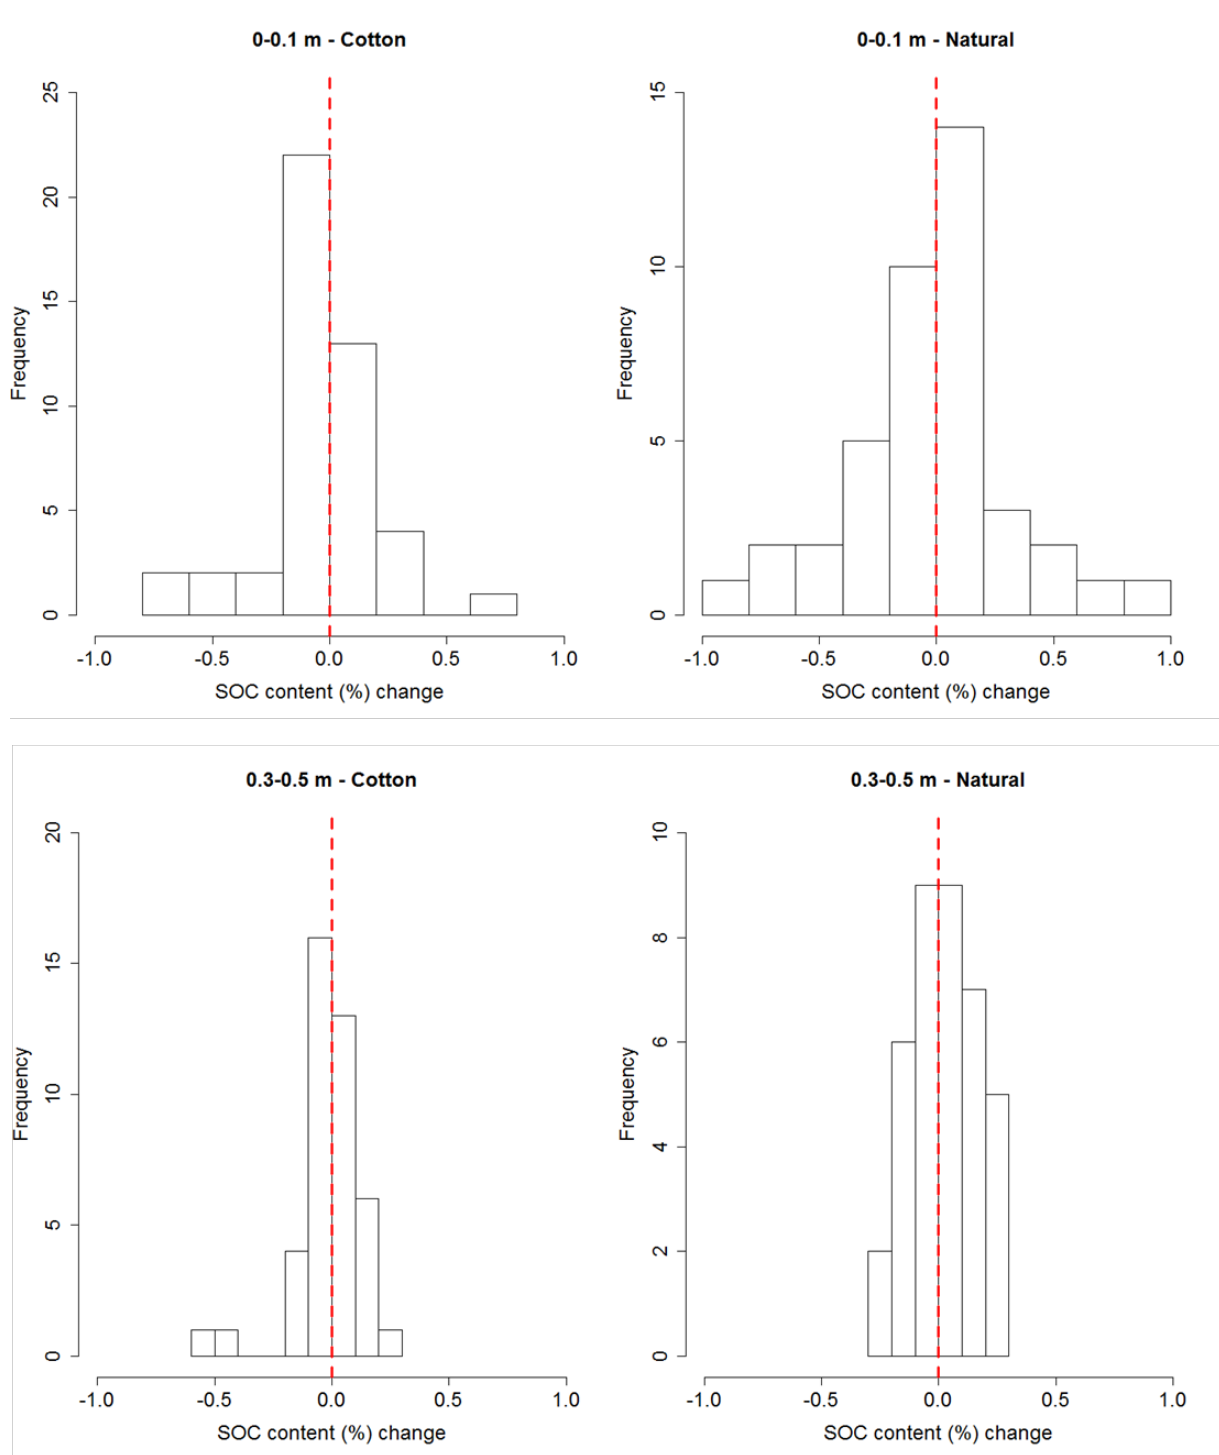 0-0.1 m - Cotton
25
20
15
10
5
0
Frequency
-1.0 -0.5 0.0 0.5 1.0
SOC content (%) change
0-0.1 m - Natural
15
10
5
0
Frequency
-1.0 -0.5 0.0 0.5 1.0
SOC content (%) change
0.3-0.5 m - Cotton
20
15
10
5
0
Frequency
-1.0 -0.5 0.0 0.5 1.0
SOC content (%) change
0.3-0.5 m - Natural
10
8
6
4
2
0
Frequency
-1.0 -0.5 0.0 0.5 1.0
SOC content (%) change